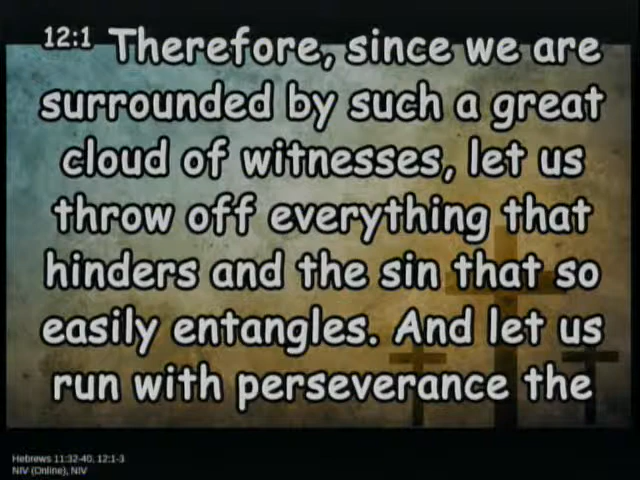 12:1 Therefore, since we are
surrounded by such a great
cloud of witnesses, let us
throw off everything that
hinders and the sin that so
easily entangles. And let us
run with perseverance the
Hebrews 11:32-40, 12:1-3
NIV (Online), NIV